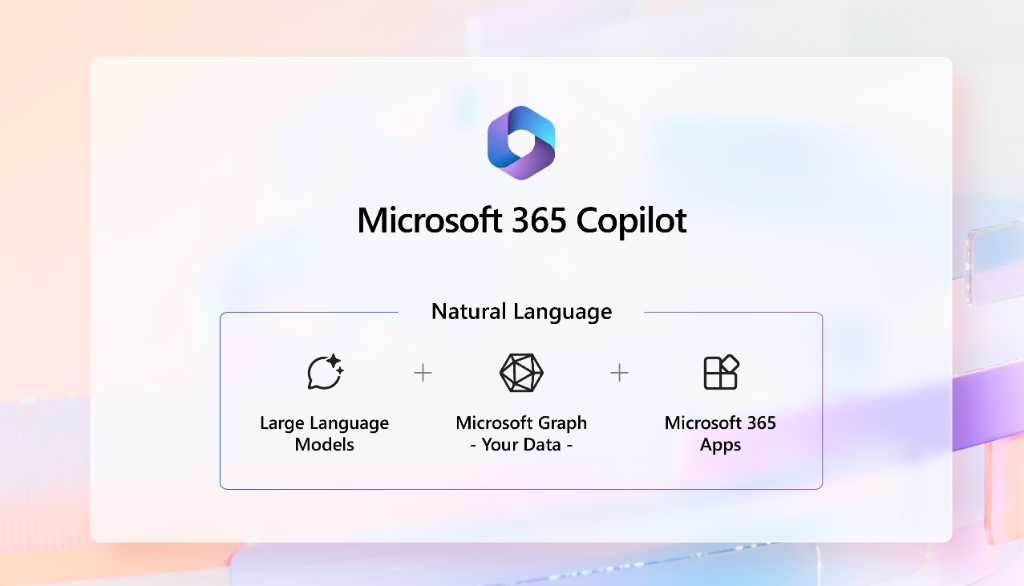 Microsoft 365 Copilot
Natural Language
Large Language
Models
+
Microsoft Graph
- Your Data -
+
Microsoft 365
Apps